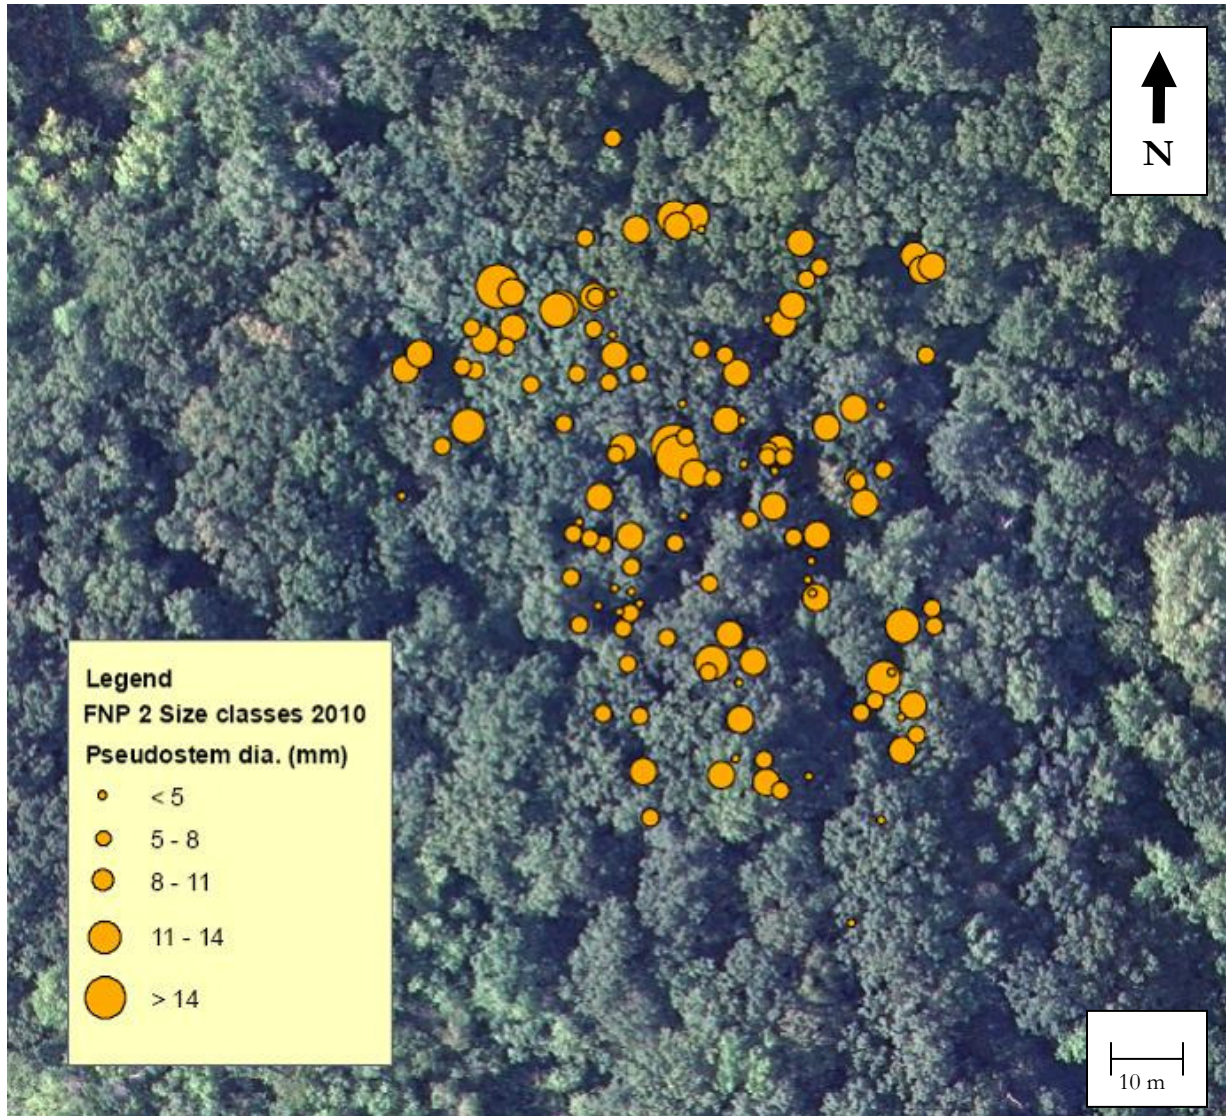 N
Legend
FNP 2 Size classes 2010
Pseudostem dia. (mm)
< 5
5 - 8
8 - 11
11 - 14
> 14
10 m